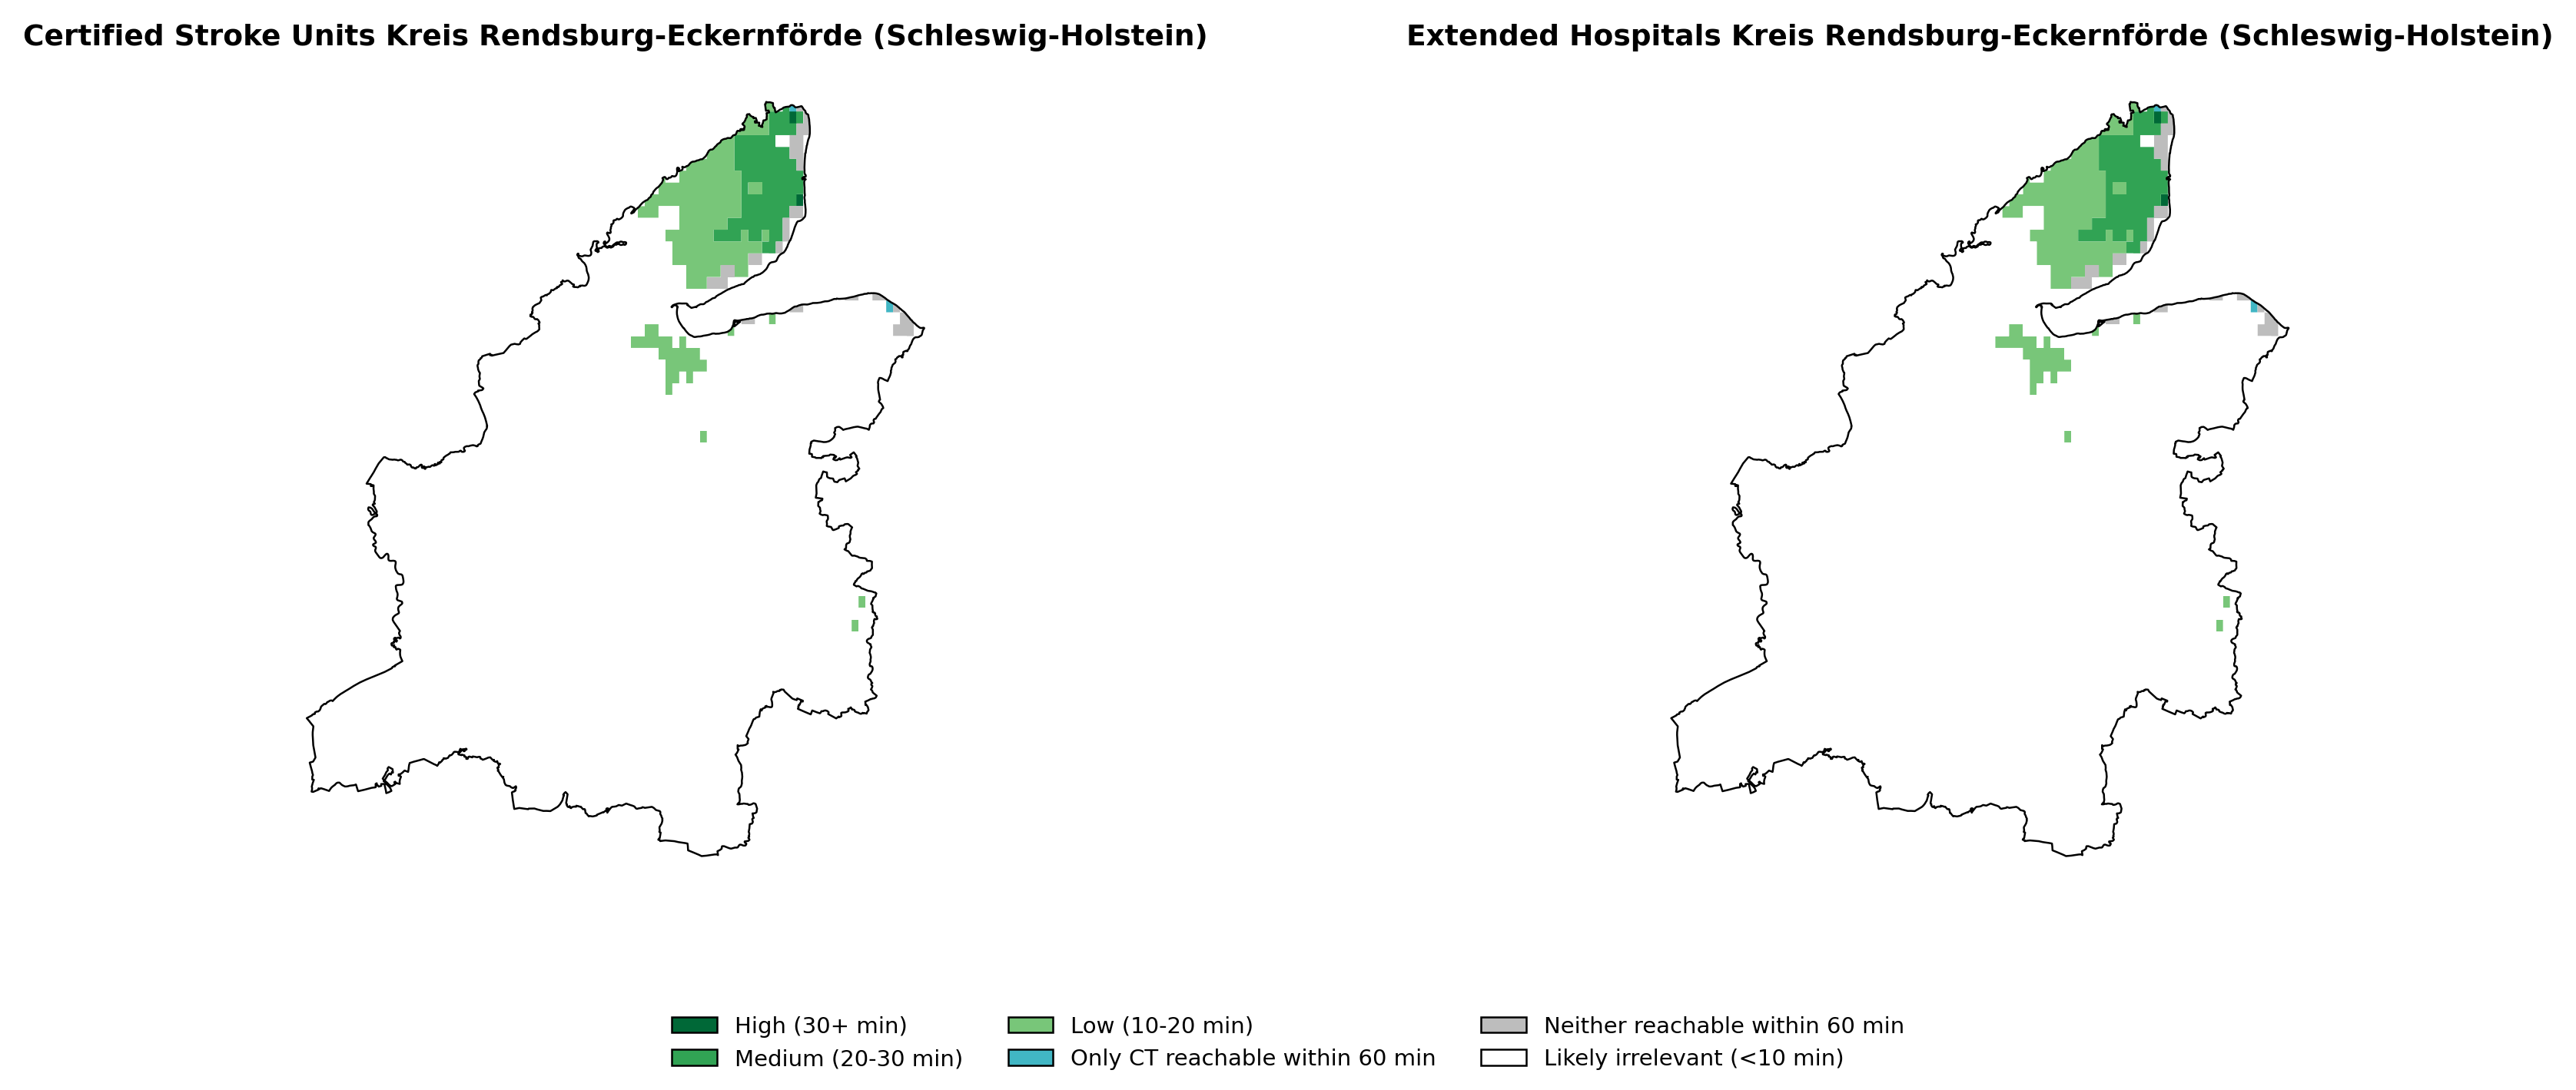 Certified Stroke Units Kreis Rendsburg-Eckernförde (Schleswig-Holstein)
Extended Hospitals Kreis Rendsburg-Eckernförde (Schleswig-Holstein)
High (30+ min)
Medium (20-30 min)
Low (10-20 min)
Only CT reachable within 60 min
Neither reachable within 60 min
Likely irrelevant (<10 min)